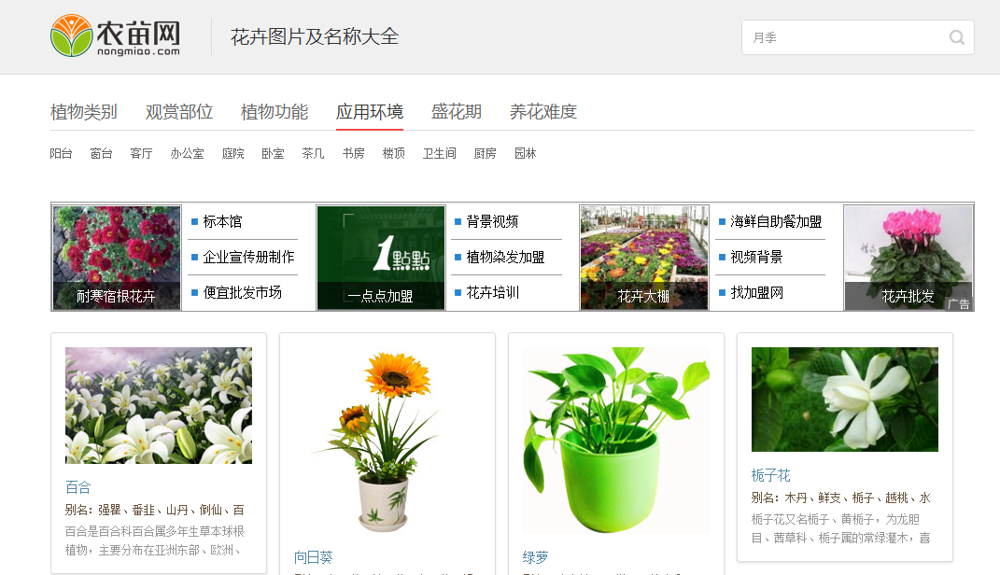 农苗网
nongmiao.com
花卉图片及名称大全
月季
植物类别 观赏部位 植物功能 应用环境 盛花期 养花难度
阳台 窗台 客厅 办公室 庭院 卧室 茶几 书房 楼顶 卫生间 厨房 园林
耐寒宿根花卉
标本馆
企业宣传册制作
便宜批发市场
1點點
一点点加盟
背景视频
植物染发加盟
花卉培训
花卉大棚
海鲜自助餐加盟
视频背景
找加盟网
花卉批发
广告
百合
别名：强瞿、番韭、山丹、倒仙、百
百合是百合科百合属多年生草本球根
植物，主要分布在亚洲东部、欧洲、
向日葵
绿萝
栀子花
别名：木丹、鲜支、栀子、越桃、水
栀子花又名栀子、黄栀子，为龙胆
目、茜草科、栀子属的常绿灌木，喜